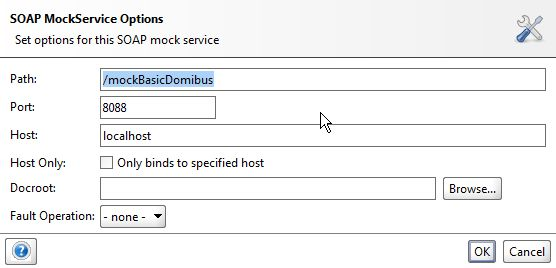 SOAP MockService Options
Set options for this SOAP mock service
Path: /mockBasicDomibus
Port: 8088
Host: localhost
Host Only: Only binds to specified host
Docroot: Browse...
Fault Operation: - none -
? OK Cancel